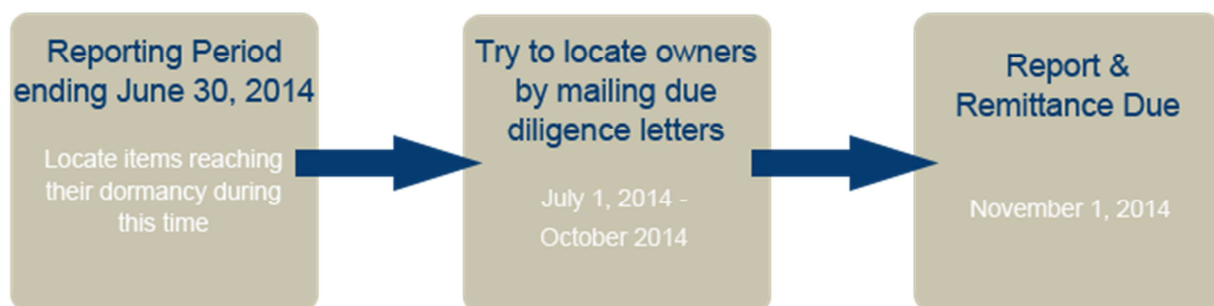 Reporting Period
ending June 30, 2014
Locate items reaching
their dormancy during
this time
Try to locate owners
by mailing due
diligence letters
July 1, 2014 -
October 2014
Report &
Remittance Due
November 1, 2014